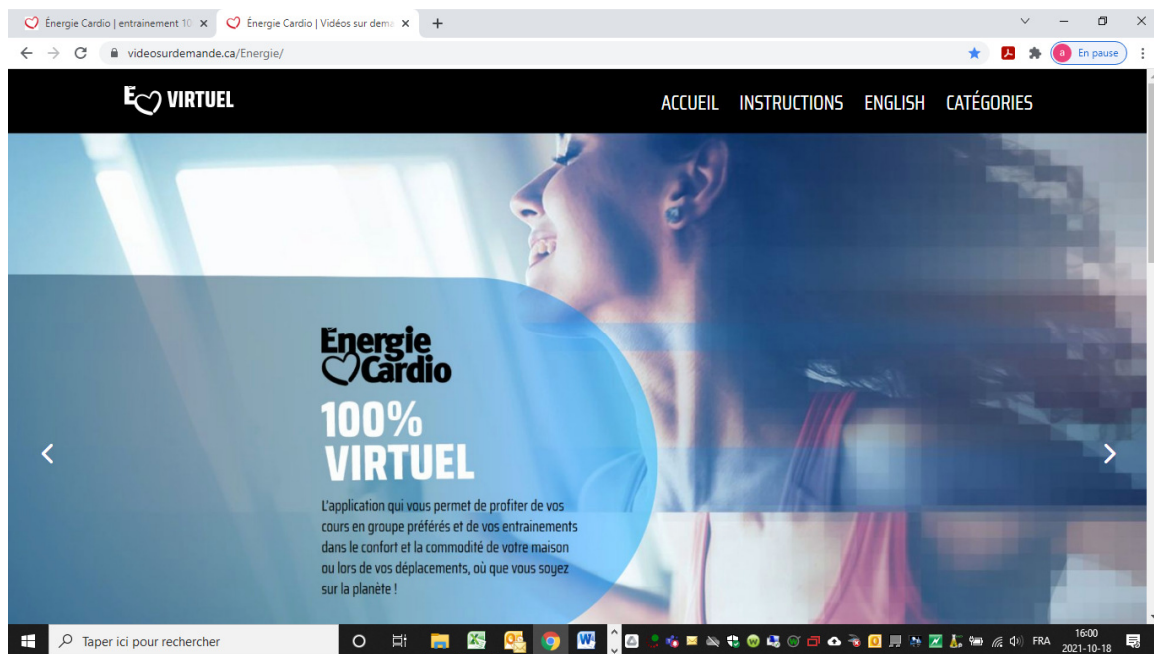 Énergie Cardio | entrainement 10
Énergie Cardio | Vidéos sur dema
videosurdemande.ca/Energie/
a
En pause
É VIRTUEL
ACCUEIL INSTRUCTIONS ENGLISH CATÉGORIES
Énergie
Cardio
100%
VIRTUEL
L'application qui vous permet de profiter de vos
cours en groupe préférés et de vos entrainements
dans le confort et la commodité de votre maison
ou lors de vos déplacements, où que vous soyez
sur la planète !
Taper ici pour rechercher
FRA
16:00
2021-10-18